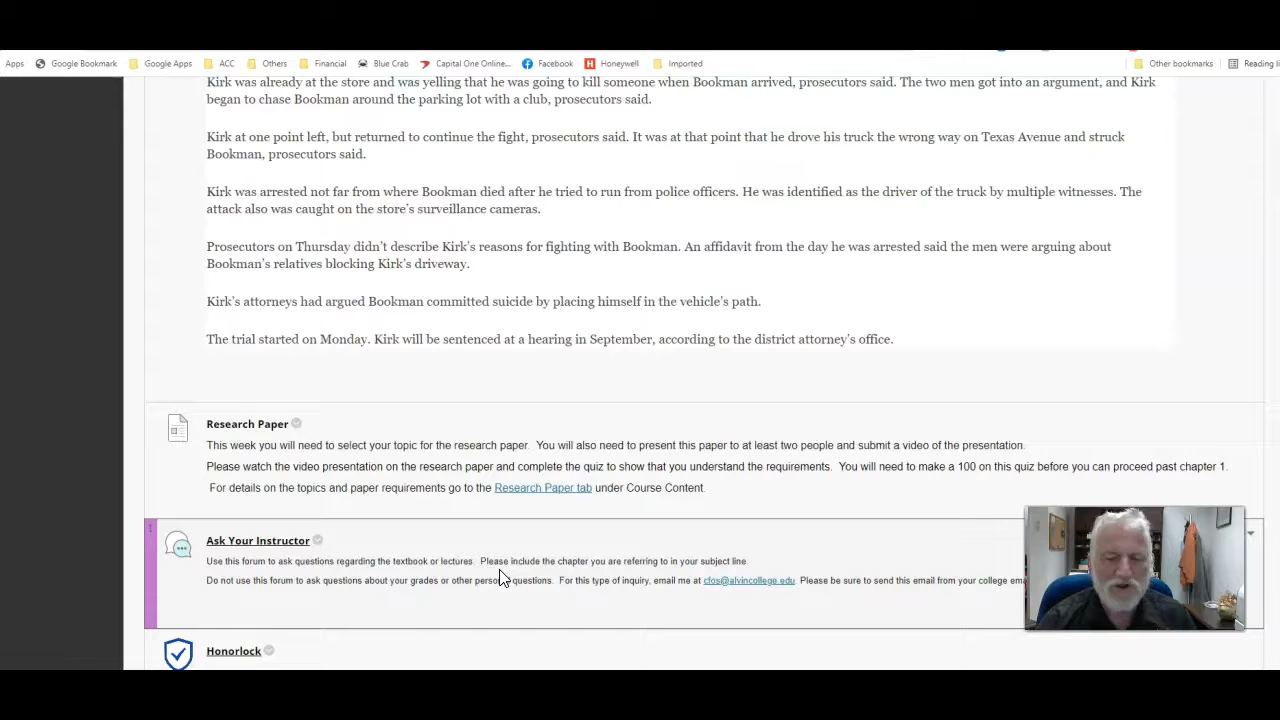 Apps Google Bookmark Google Apps ACC Others Financial Blue Crab Capital One Online... Facebook Honeywell Imported Other bookmarks Reading li
Kirk was already at the store and was yelling that he was going to kill someone when Bookman arrived, prosecutors said. The two men got into an argument, and Kirk
began to chase Bookman around the parking lot with a club, prosecutors said.
Kirk at one point left, but returned to continue the fight, prosecutors said. It was at that point that he drove his truck the wrong way on Texas Avenue and struck
Bookman, prosecutors said.
Kirk was arrested not far from where Bookman died after he tried to run from police officers. He was identified as the driver of the truck by multiple witnesses. The
attack also was caught on the store’s surveillance cameras.
Prosecutors on Thursday didn’t describe Kirk’s reasons for fighting with Bookman. An affidavit from the day he was arrested said the men were arguing about
Bookman’s relatives blocking Kirk’s driveway.
Kirk’s attorneys had argued Bookman committed suicide by placing himself in the vehicle’s path.
The trial started on Monday. Kirk will be sentenced at a hearing in September, according to the district attorney’s office.
Research Paper
This week you will need to select your topic for the research paper. You will also need to present this paper to at least two people and submit a video of the presentation.
Please watch the video presentation on the research paper and complete the quiz to show that you understand the requirements. You will need to make a 100 on this quiz before you can proceed past chapter 1.
For details on the topics and paper requirements go to the Research Paper tab under Course Content.
Ask Your Instructor
Use this forum to ask questions regarding the textbook or lectures. Please include the chapter you are referring to in your subject line.
Do not use this forum to ask questions about your grades or other questions. For this type of inquiry, email me at cfos@alvincollege.edu. Please be sure to send this email from your college ema
Honorlock